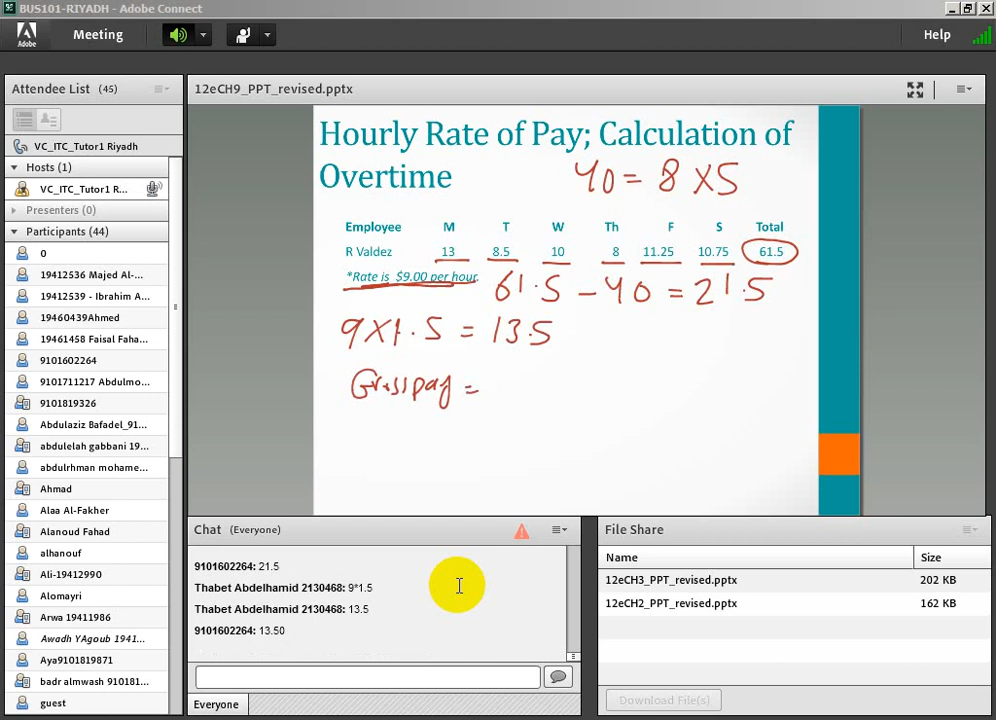 BUS101-RIYADH - Adobe Connect
Adobe
Meeting
Help
Attendee List (45)
VC_ITC_Tutor1 Riyadh
Hosts (1)
VC_ITC_Tutor1 R...
Presenters (0)
Participants (44)
0
19412536 Majed Al-...
19412539 - Ibrahim A...
19460439Ahmed
19461458 Faisal Faha...
9101602264
9101711217 Abdulmo...
9101819326
Abdulaziz Bafadel_91...
abdulelah gabbani 19...
abdulrhman mohame...
Ahmad
Alaa Al-Fakher
Alanoud Fahad
alhanouf
Ali-19412990
Alomayri
Arwa 19411986
Awadh YAgoub 1941...
Aya9101819871
badr almwash 91018...
guest
12eCH9_PPT_revised.pptx
Hourly Rate of Pay; Calculation of
Overtime
40 = 8 X5
Employee M T W Th F S Total
R Valdez 13 8.5 10 8 11.25 10.75 61.5
*Rate is $9.00 per hour.
61.5 - 40 = 21.5
9X1.5 = 13.5
Grosspay =
Chat (Everyone)
9101602264: 21.5
Thabet Abdelhamid 2130468: 9*1.5
Thabet Abdelhamid 2130468: 13.5
9101602264: 13.50
Everyone
File Share
Name Size
12eCH3_PPT_revised.pptx 202 KB
12eCH2_PPT_revised.pptx 162 KB
Download File(s)